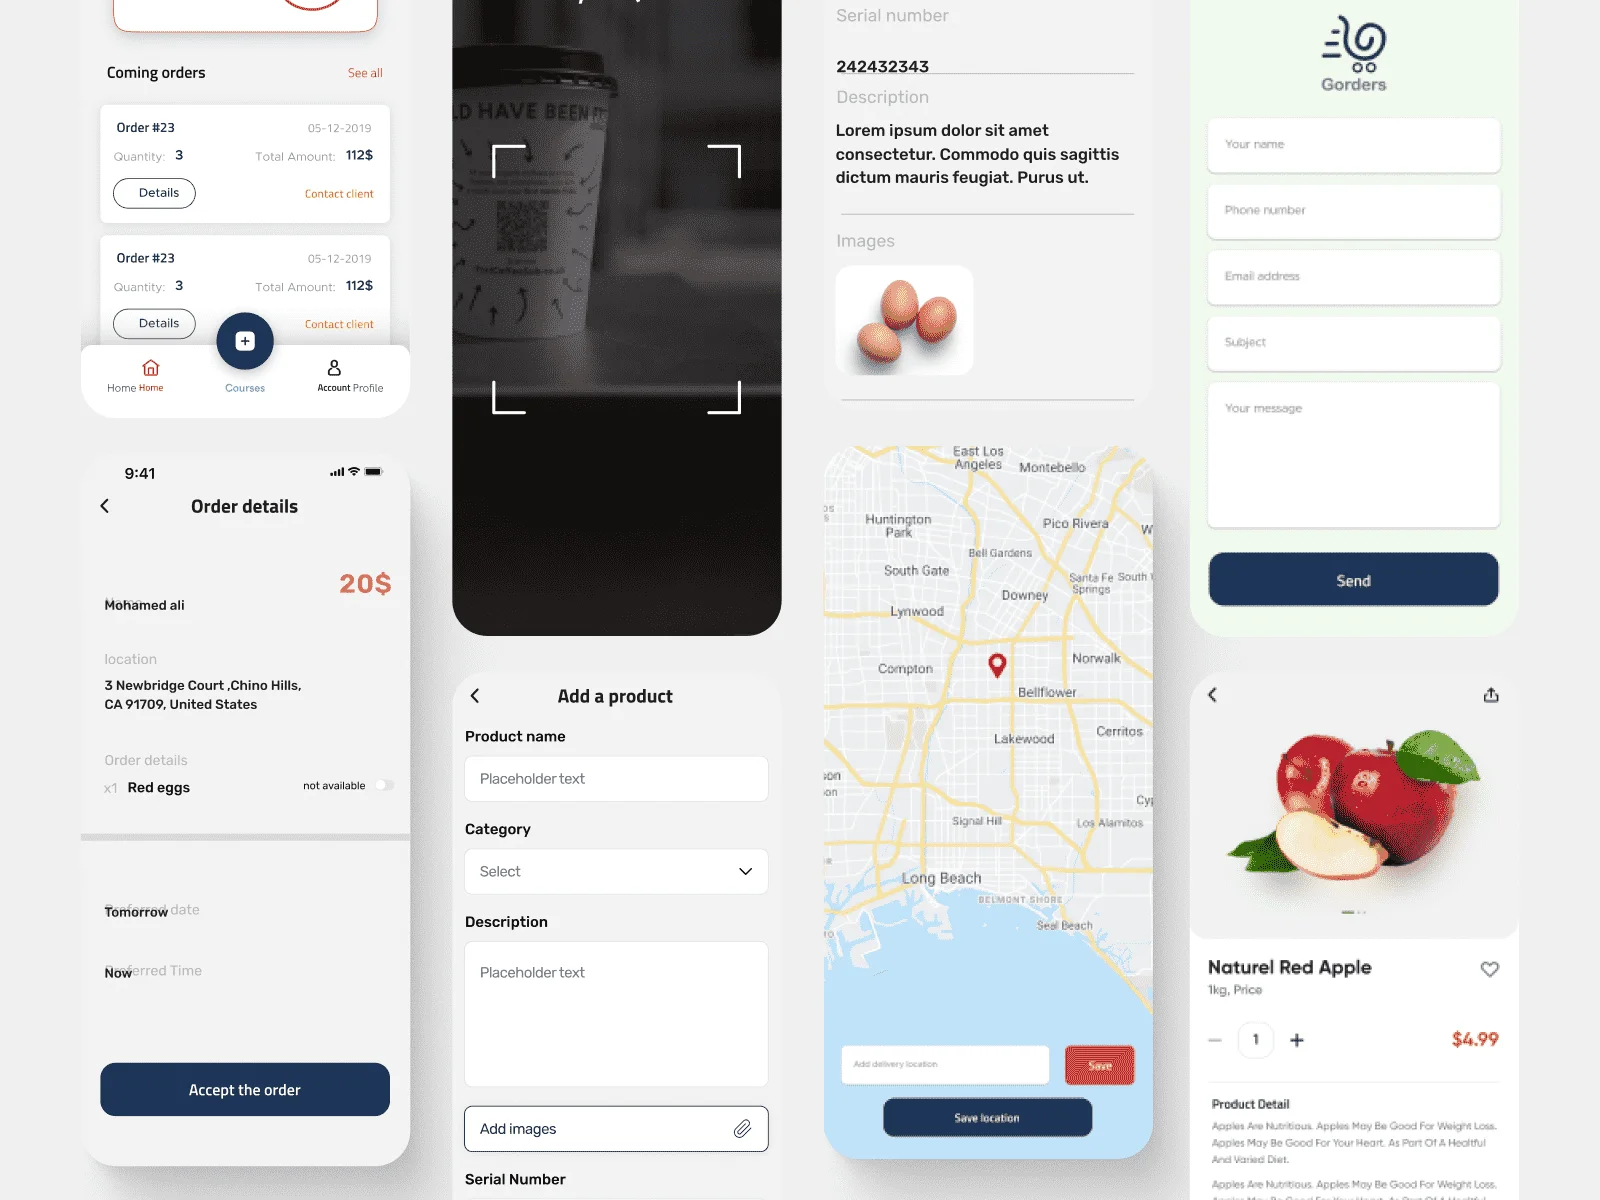 Coming orders
See all
Order #23
05-12-2019
Quantity: 3
Total Amount: 112$
Details
Contact client
Order #23
05-12-2019
Quantity: 3
Total Amount: 112$
Details
Contact client
Home Home
Courses
Account Profile
9:41
Order details
20$
Mohamed ali
location
3 Newbridge Court ,Chino Hills,
CA 91709, United States
Order details
x1 Red eggs
not available
Preferred date
Tomorrow
Preferred Time
Now
Accept the order
LD HAVE BEEN
Add a product
Product name
Placeholder text
Category
Select
Description
Placeholder text
Add images
Serial Number
Serial number
242432343
Description
Lorem ipsum dolor sit amet
consectetur. Commodo quis sagittis
dictum mauris feugiat. Purus ut.
Images
East Los
Angeles
Montebello
Huntington
Park
Pico Rivera
Bell Gardens
South Gate
Santa Fe
Springs
South
Downey
Lynwood
Compton
Norwalk
Bellflower
Lakewood
Cerritos
Signal Hill
Los Alamitos
Long Beach
BELMONT SHORE
Seal Beach
Add delivery location
Save
Save location
Gorders
Your name
Phone number
Email address
Subject
Your message
Send
Naturel Red Apple
1kg, Price
1
$4.99
Product Detail
Apples Are Nutritious. Apples May Be Good For Weight Loss.
Apples May Be Good For Your Heart. As Part Of A Healtful
And Varied Diet.
Apples Are Nutritious. Apples May Be Good For Weight Loss.